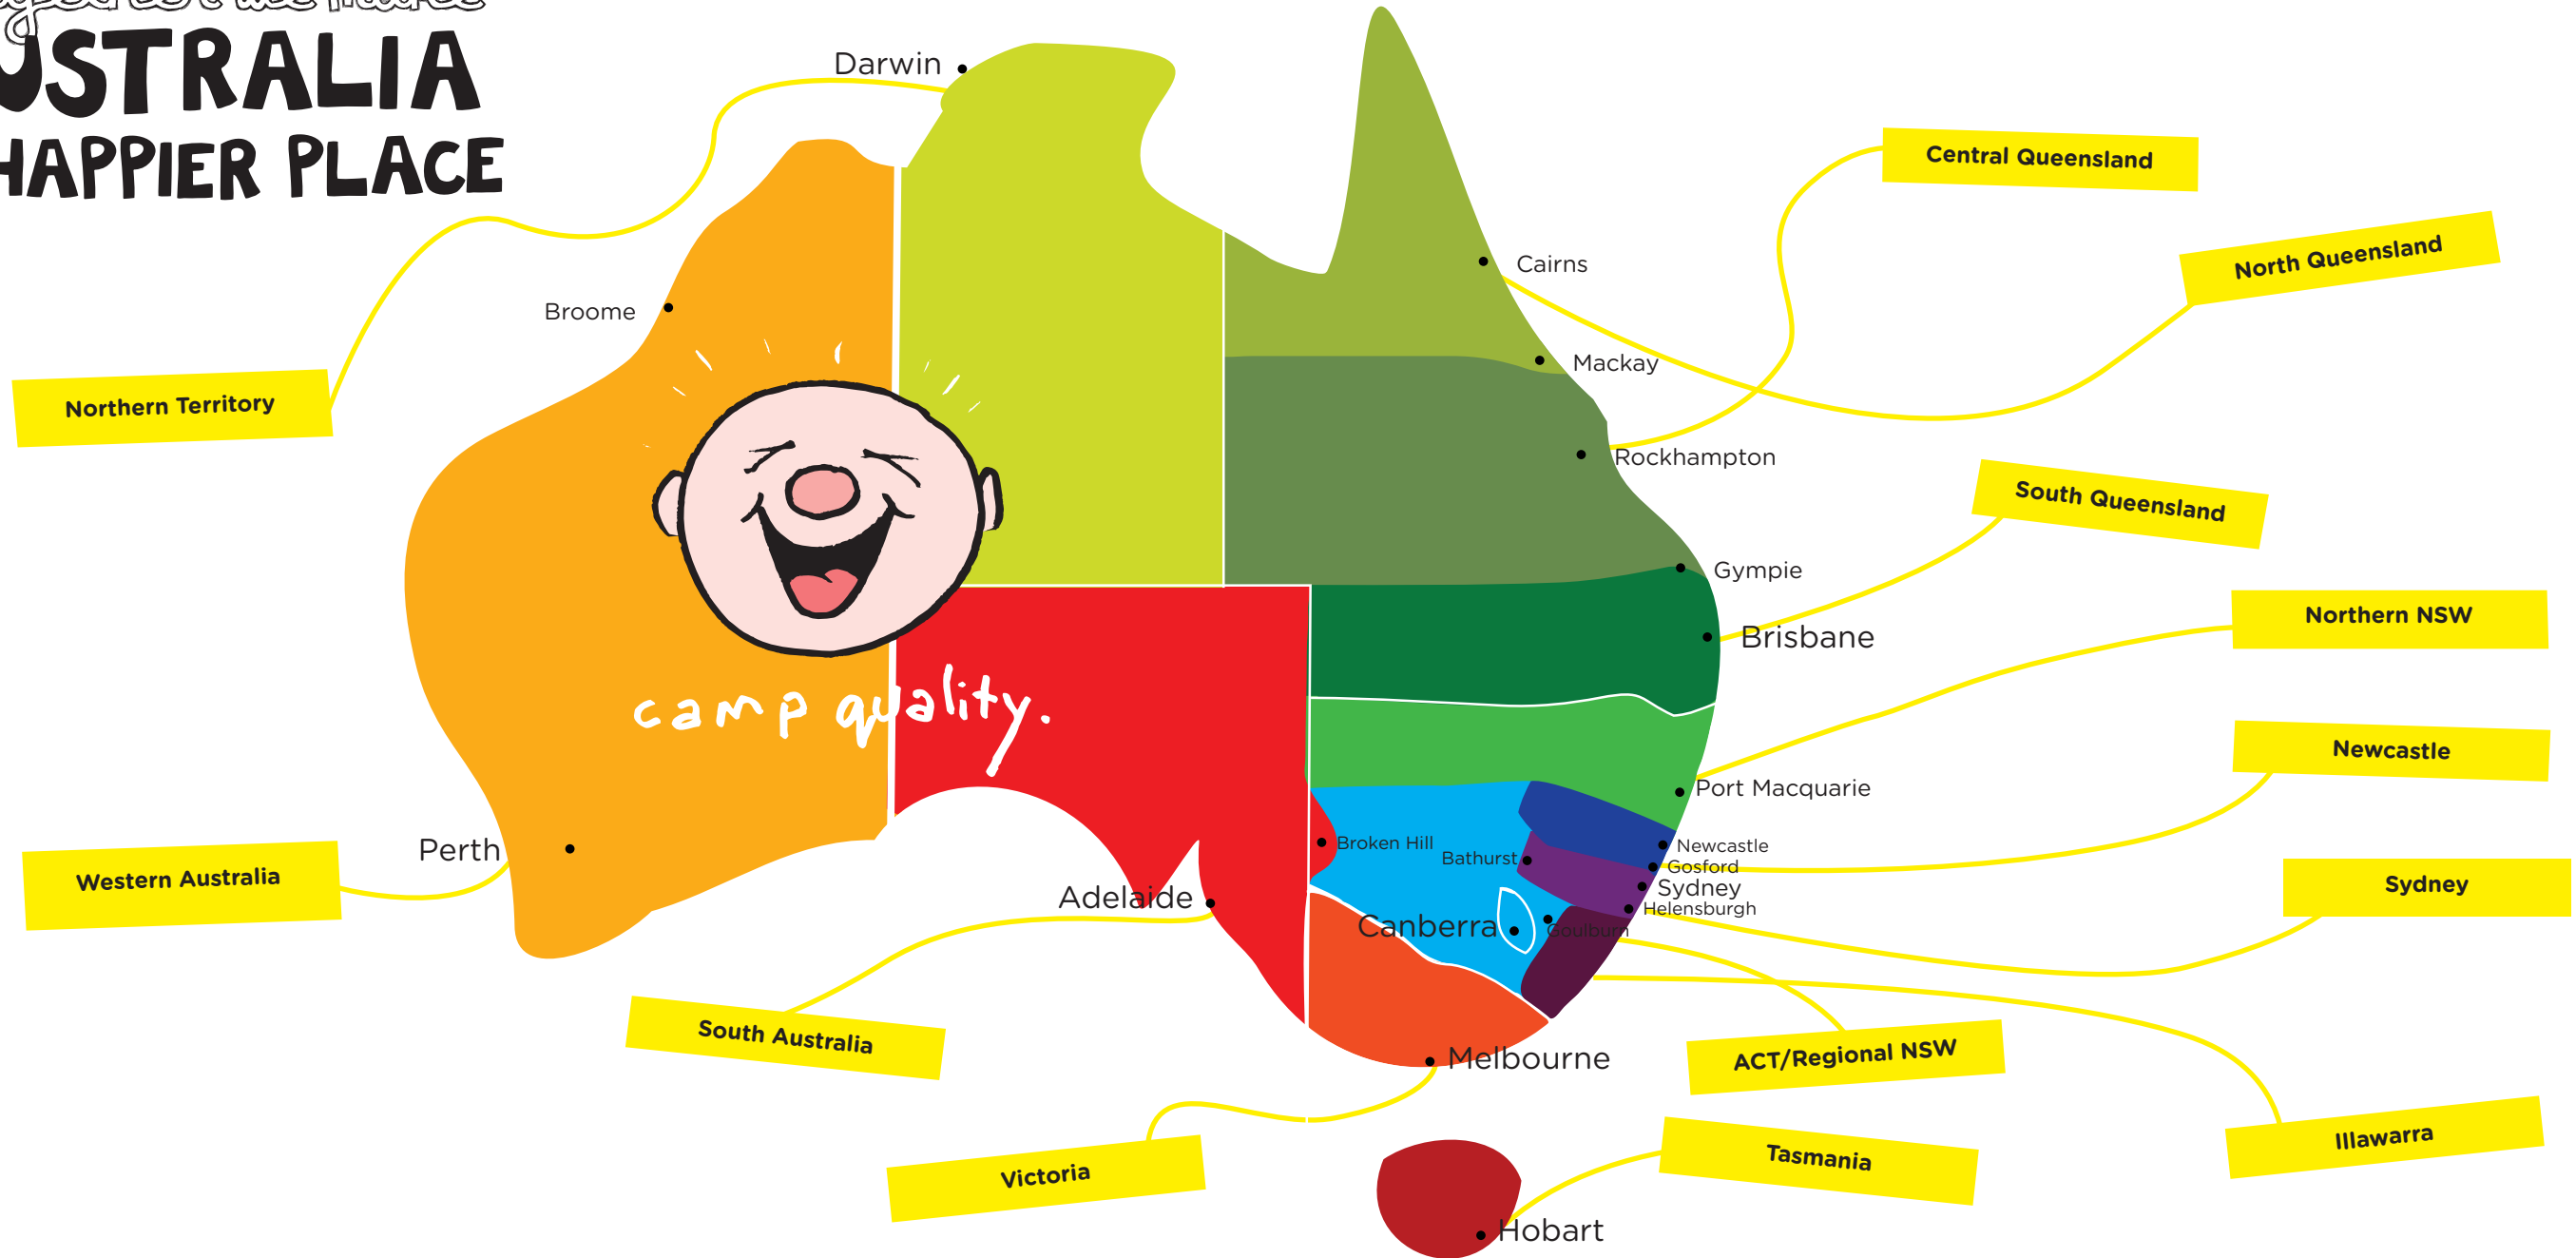 USTRALIA
HAPPIER PLACE
Darwin
Central Queensland
North Queensland
Cairns
Broome
Mackay
Northern Territory
Rockhampton
South Queensland
Gympie
Northern NSW
Brisbane
camp quality.
Newcastle
Port Macquarie
Broken Hill
Newcastle
Perth
Bathurst
Gosford
Western Australia
Sydney
Sydney
Adelaide
Helensburgh
Canberra
Goulburn
South Australia
Melbourne
ACT/Regional NSW
Illawarra
Victoria
Tasmania
Hobart